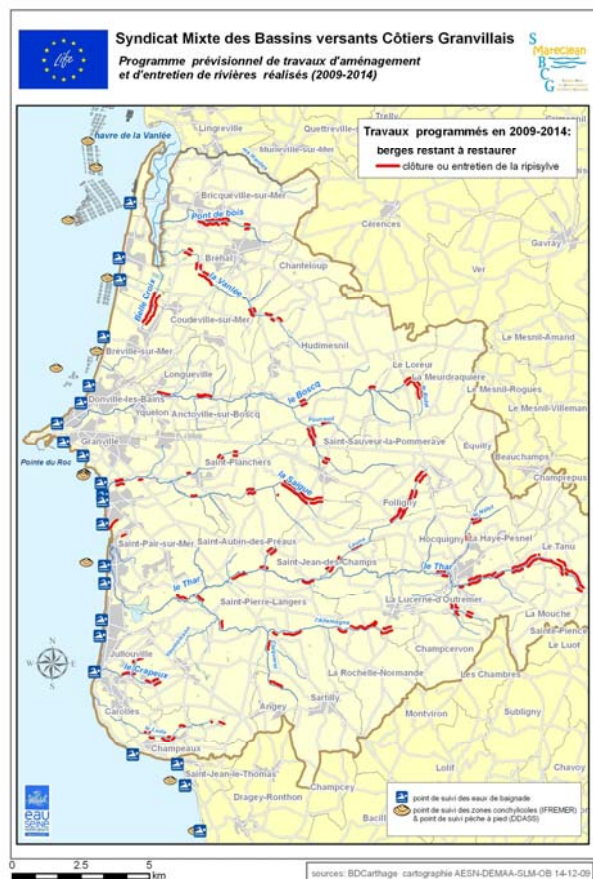 Syndicat Mixte des Bassins versants Côtiers Granvillais
Programme prévisionnel de travaux d'aménagement
et d'entretien de rivières réalisés (2009-2014)
Life
S
MareClean
B
C
G
Travaux programmés en 2009-2014:
berges restant à restaurer
clôture ou entretien de la ripisylve
havre de la Vanlée
Lingreville
Trelly
Quettreville-sur-
Muneville-sur-Mer
Bricqueville-sur-Mer
Pont de bois
Cérences
Gavray
Bréhal
Chanteloup
Ver
la Vanlée
Belle Croix
Coudeville-sur-Mer
Hudimesnil
Le Mesnil-Amand
Bréville-sur-Mer
Longueville
Le Loreur
La Meurdraquière
Le Mesnil-Rogues
Le Mesnil-Villeman
le Boscq
Donville-les-Bains
Yquelon
Anctoville-sur-Boscq
Granville
Saint-Sauveur-la-Pommeraye
Equilly
Beauchamps
Pointe du Roc
Saint-Planchers
Champrepus
la Saigue
Folligny
Hocquigny
La Haye-Pesnel
Saint-Pair-sur-Mer
Saint-Aubin-des-Préaux
Saint-Jean-des-Champs
Le Tanu
le Thar
le Thar
Saint-Pierre-Langers
La Lucerne-d'Outremer
l'Allemagne
La Mouche
Sainte-Pience
Le Luot
Jullouville
Champcervon
le Crapeux
La Rochelle-Normande
Les Chambres
Carolles
Sartilly
Angey
Montviron
Subligny
Champeaux
Saint-Jean-le-Thomas
Lolif
Chavoy
Champcey
Dragey-Ronthon
Bacill
N
W
E
S
eau
seine
point de suivi des eaux de baignade
point de suivi des zones conchylicoles (IFREMER)
& point de suivi pêche à pied (DDASS)
0 2.5 5
km
sources: BDCarthage cartographie AESN-DEMAA-SLM-OB 14-12-09